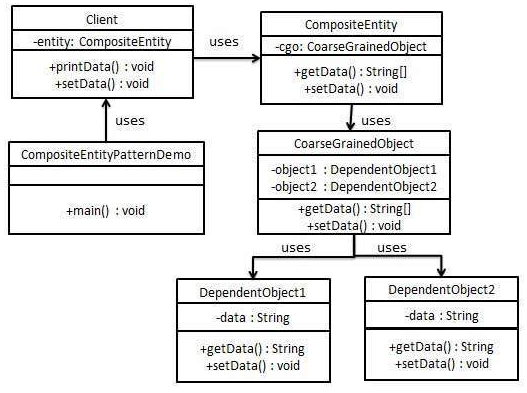 Client
-entity: CompositeEntity
+printData() : void
+setData() : void
uses
CompositeEntity
-cgo: CoarseGrainedObject
+getData() : String[]
+setData() : void
uses
uses
CompositeEntityPatternDemo
+main() : void
CoarseGrainedObject
-object1 : DependentObject1
-object2 : DependentObject2
+getData() : String[]
+setData() : void
uses
uses
DependentObject1
-data : String
+getData() : String
+setData() : void
DependentObject2
-data : String
+getData() : String
+setData() : void